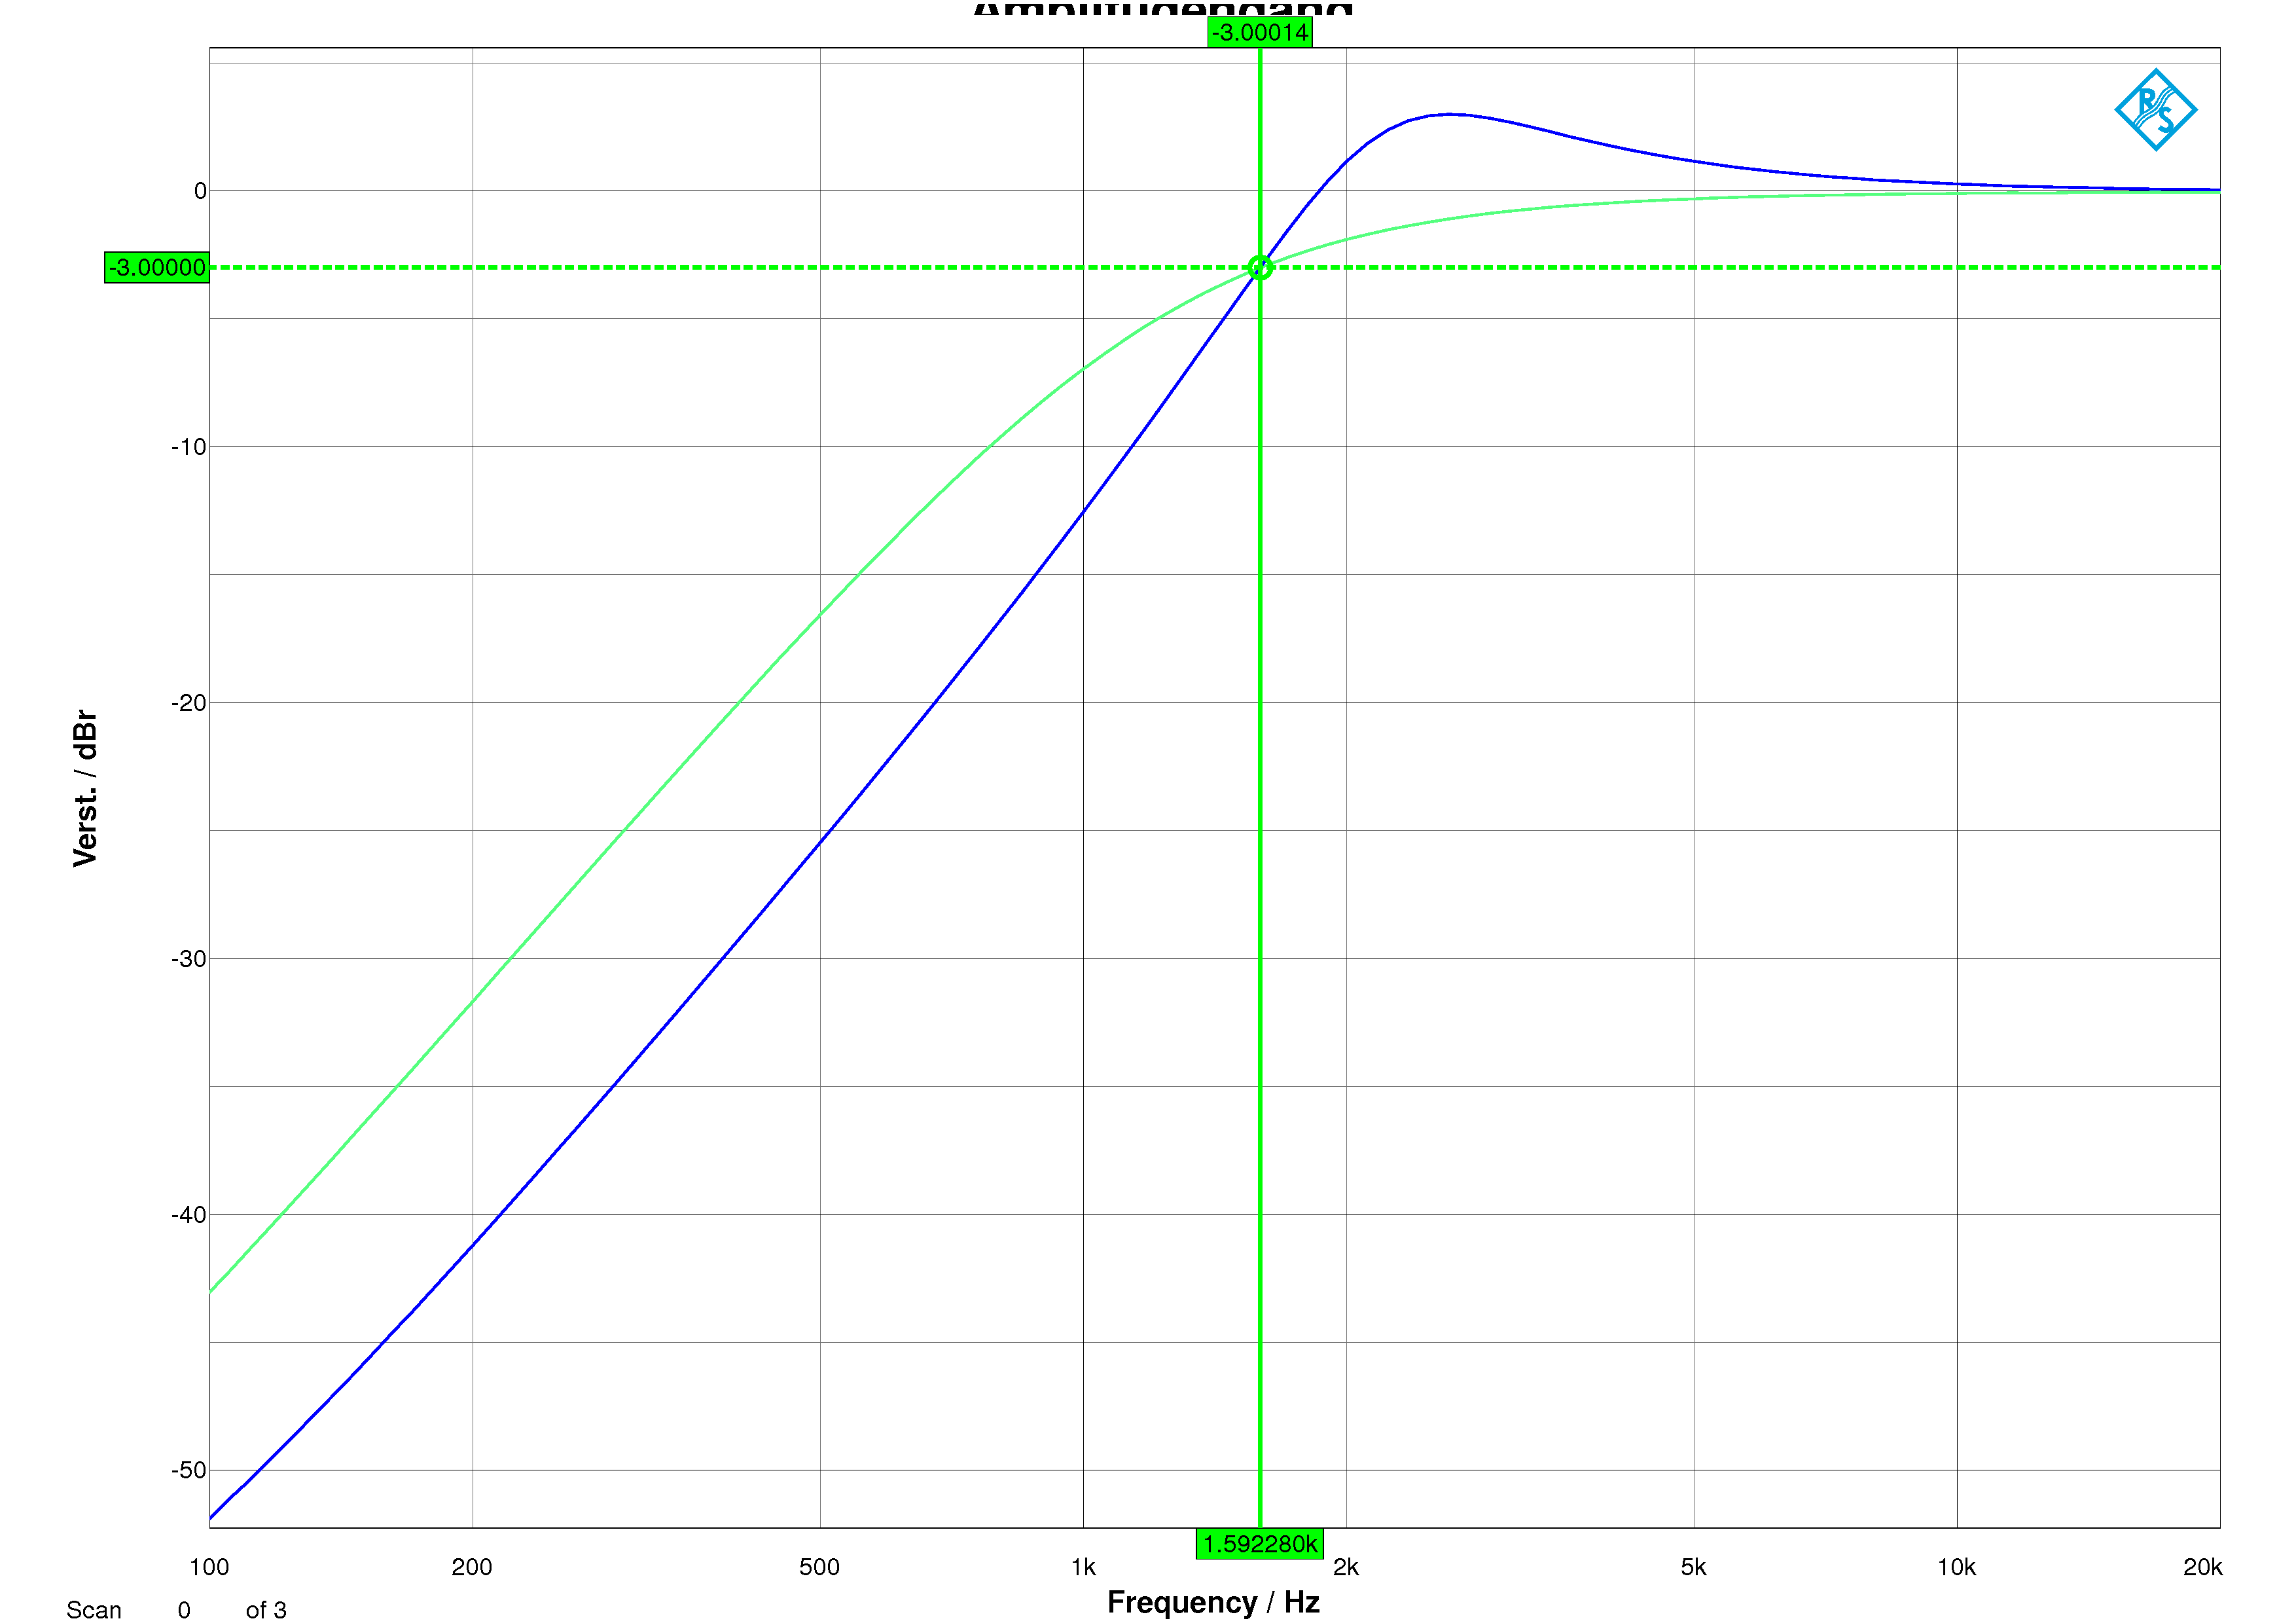 -3.00014
R
S
0
-3.00000
-10
-20
Verst. / dBr
-30
-40
-50
1.592280k
100 200 500 1k 2k 5k 10k 20k
Frequency / Hz
Scan 0 of 3